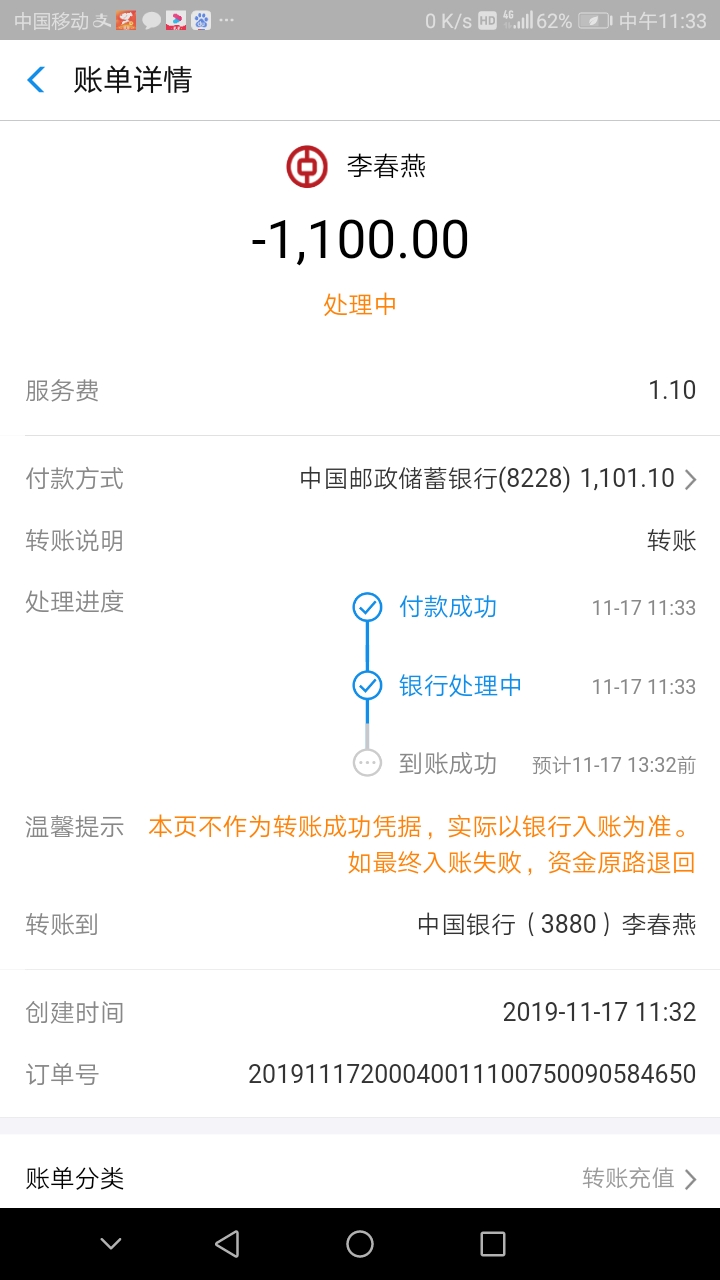 中国移动 ··· 0 K/s HD 4G 62% 中午11:33
账单详情
李春燕
-1,100.00
处理中
服务费 1.10
付款方式 中国邮政储蓄银行(8228) 1,101.10
转账说明 转账
处理进度 付款成功 11-17 11:33
银行处理中 11-17 11:33
到账成功 预计11-17 13:32前
温馨提示 本页不作为转账成功凭据，实际以银行入账为准。
如最终入账失败，资金原路退回
转账到 中国银行（3880）李春燕
创建时间 2019-11-17 11:32
订单号 20191117200040011100750090584650
账单分类 转账充值